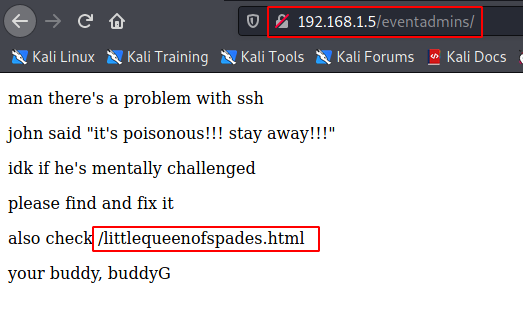 192.168.1.5/eventadmins/
Kali Linux Kali Training Kali Tools Kali Forums Kali Docs
man there's a problem with ssh
john said "it's poisonous!!! stay away!!!"
idk if he's mentally challenged
please find and fix it
also check /littlequeenofspades.html
your buddy, buddyG